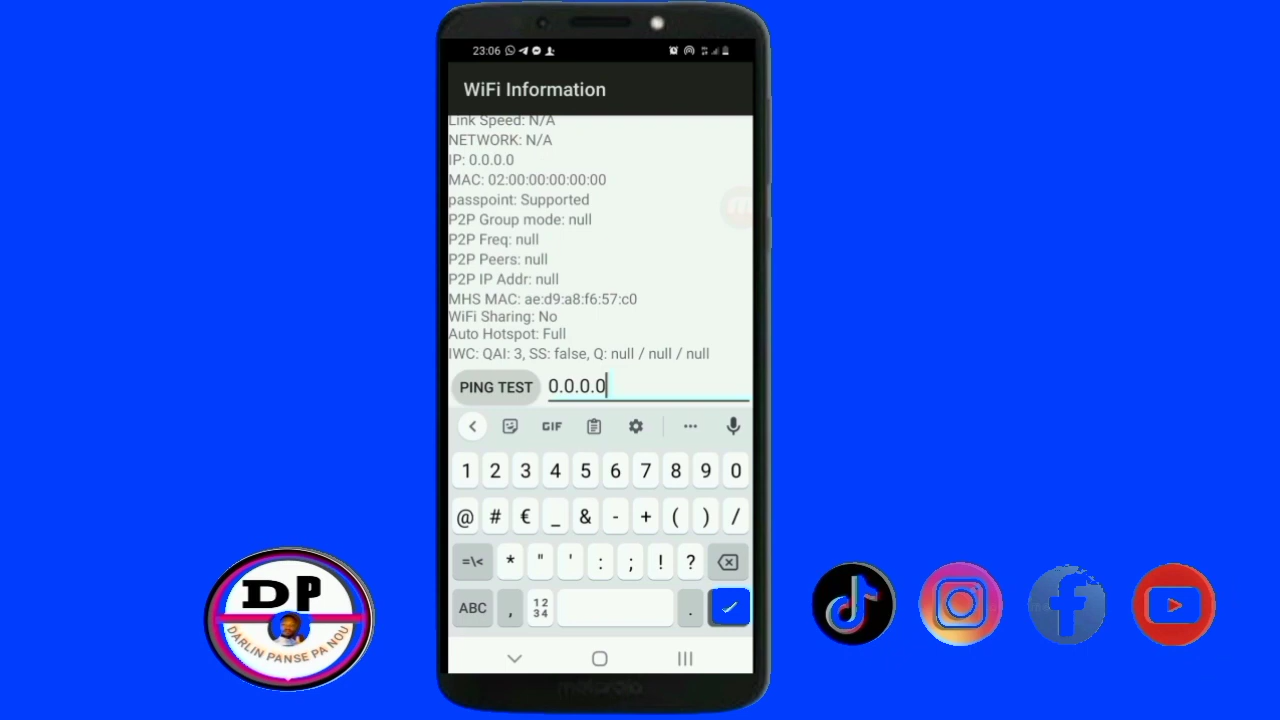 23:06
WiFi Information
Link Speed: N/A
NETWORK: N/A
IP: 0.0.0.0
MAC: 02:00:00:00:00:00
passpoint: Supported
P2P Group mode: null
P2P Freq: null
P2P Peers: null
P2P IP Addr: null
MHS MAC: ae:d9:a8:f6:57:c0
WiFi Sharing: No
Auto Hotspot: Full
IWC: QAI: 3, SS: false, Q: null / null / null
PING TEST 0.0.0.0
GIF
1 2 3 4 5 6 7 8 9 0
@ # € _ & - + ( ) /
=\< * " ' : ; ! ?
ABC , 12 34 .
motorola
DP
DARLIN PANSE PA NOU